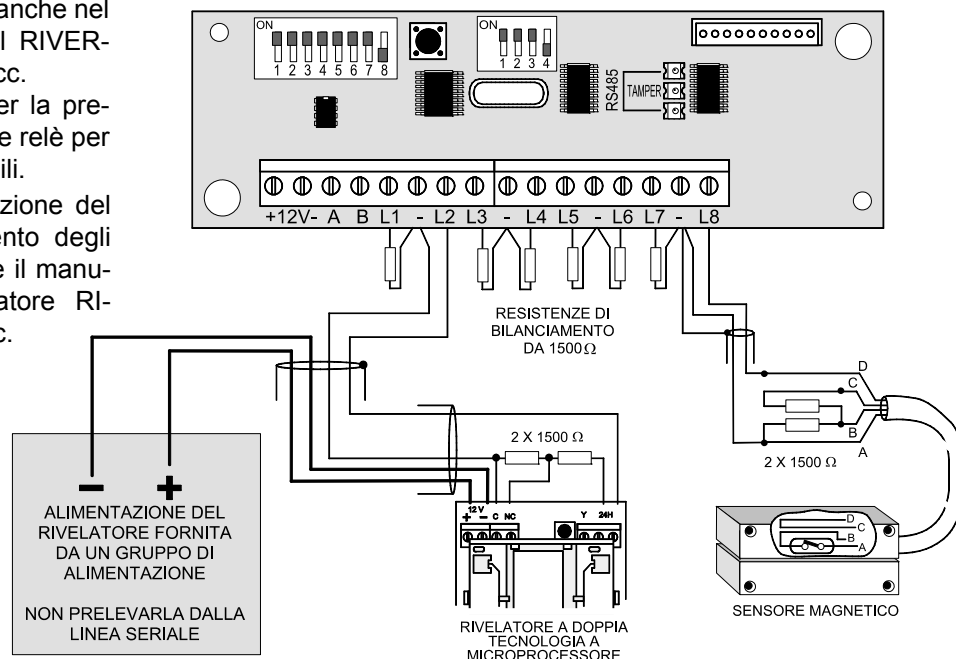 anche nel
l RIVER-
cc.
er la pre-
e relè per
ili.
zione del
ento degli
e il manu-
atore RI-
c.
ON
1 2 3 4 5 6 7 8
ON
1 2 3 4
RS485
TAMPER
+12V- A B L1 - L2 L3 - L4 L5 - L6 L7 - L8
RESISTENZE DI
BILANCIAMENTO
DA 1500Ω
D
C
B
A
2 X 1500 Ω
2 X 1500 Ω
12 V
+ - C NC Y 24H
D
C
B
A
ALIMENTAZIONE DEL
RIVELATORE FORNITA
DA UN GRUPPO DI
ALIMENTAZIONE
NON PRELEVARLA DALLA
LINEA SERIALE
RIVELATORE A DOPPIA
TECNOLOGIA A
MICROPROCESSORE
SENSORE MAGNETICO